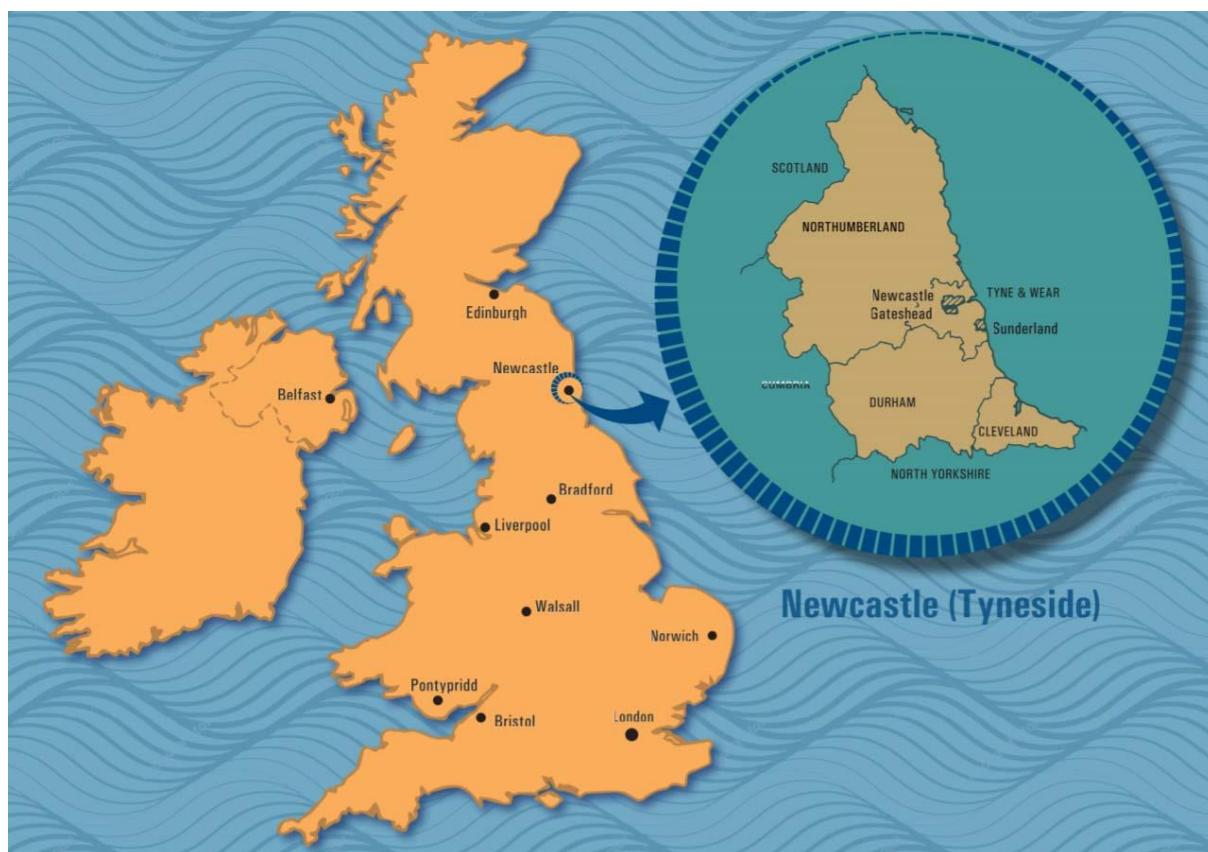 Edinburgh
Newcastle
Belfast
Bradford
Liverpool
Walsall
Norwich
Pontypridd
Bristol
London
SCOTLAND
NORTHUMBERLAND
Newcastle
Gateshead
TYNE & WEAR
Sunderland
CUMBRIA
DURHAM
CLEVELAND
NORTH YORKSHIRE
Newcastle (Tyneside)